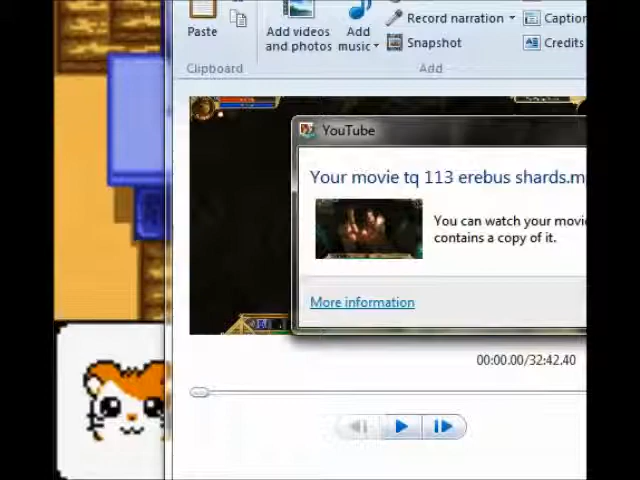 Paste
Add videos
and photos
Add
music
Record narration
Snapshot
Caption
Credits
Clipboard
Add
YouTube
Your movie tq 113 erebus shards.m
You can watch your movi
contains a copy of it.
More information
00:00.00/32:42.40